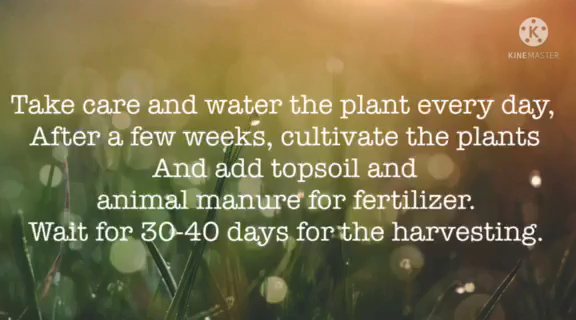 KINEMASTER
Take care and water the plant every day,
After a few weeks, cultivate the plants
And add topsoil and
animal manure for fertilizer.
Wait for 30-40 days for the harvesting.